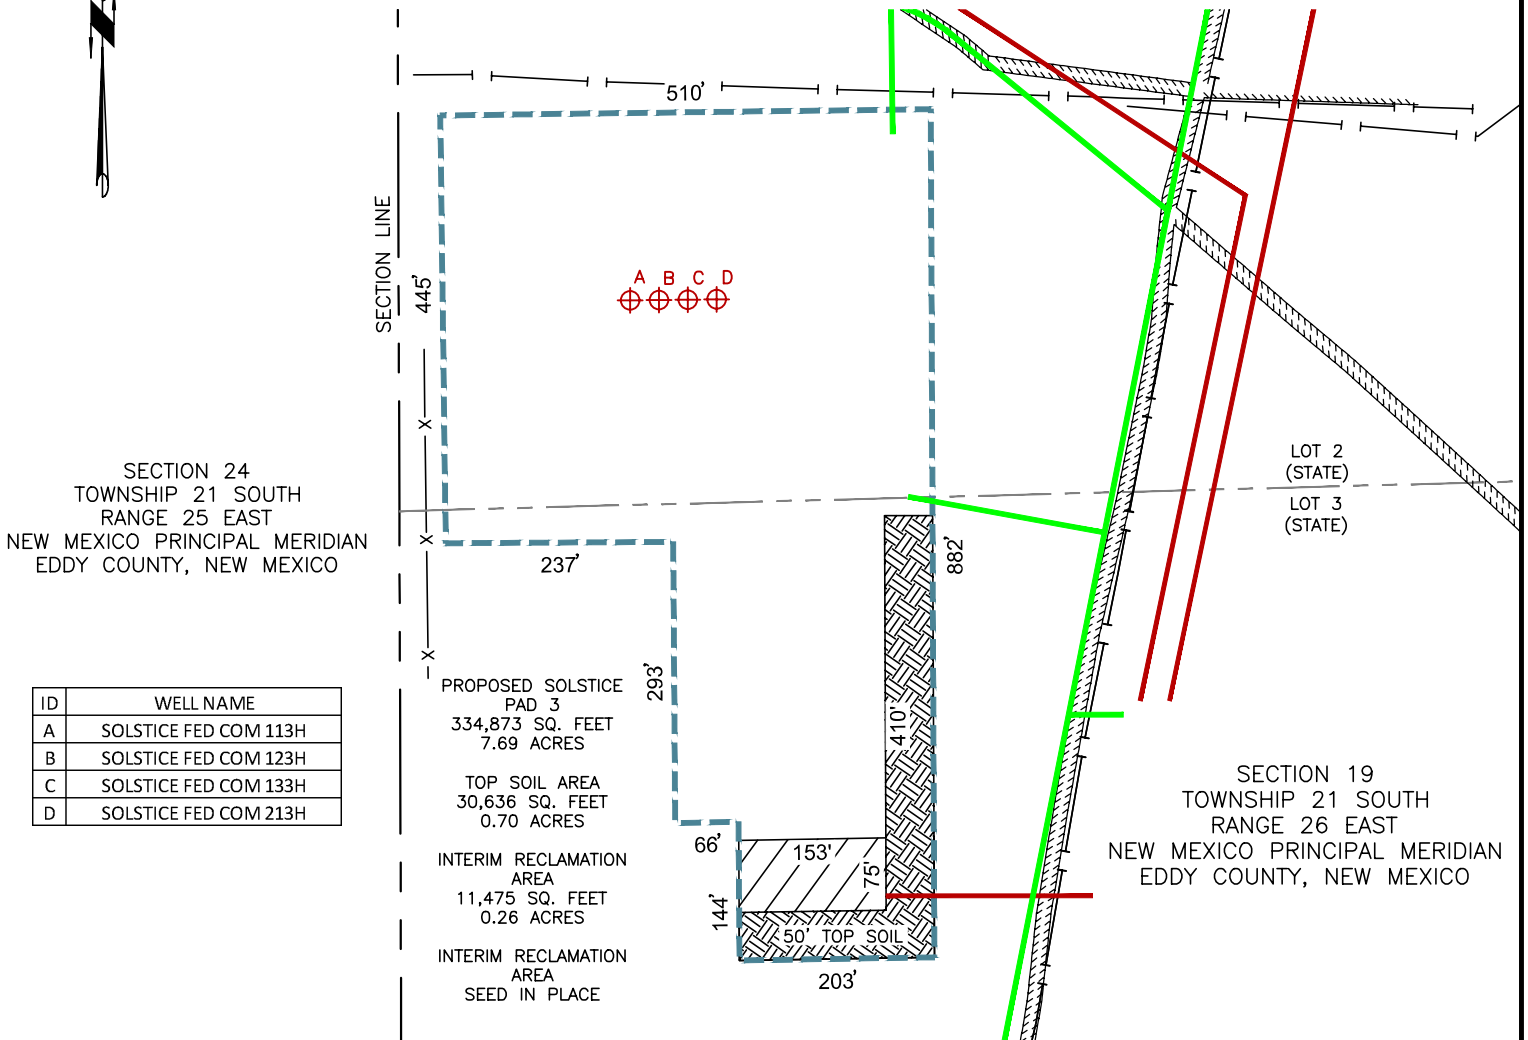 510'
SECTION LINE
445'
A B C D
LOT 2
(STATE)
LOT 3
(STATE)
SECTION 24
TOWNSHIP 21 SOUTH
RANGE 25 EAST
NEW MEXICO PRINCIPAL MERIDIAN
EDDY COUNTY, NEW MEXICO
X
X
X
237'
882'
293'
410'
ID WELL NAME
A SOLSTICE FED COM 113H
B SOLSTICE FED COM 123H
C SOLSTICE FED COM 133H
D SOLSTICE FED COM 213H
PROPOSED SOLSTICE
PAD 3
334,873 SQ. FEET
7.69 ACRES
TOP SOIL AREA
30,636 SQ. FEET
0.70 ACRES
INTERIM RECLAMATION
AREA
11,475 SQ. FEET
0.26 ACRES
INTERIM RECLAMATION
AREA
SEED IN PLACE
66'
153'
75'
144'
50' TOP SOIL
203'
SECTION 19
TOWNSHIP 21 SOUTH
RANGE 26 EAST
NEW MEXICO PRINCIPAL MERIDIAN
EDDY COUNTY, NEW MEXICO